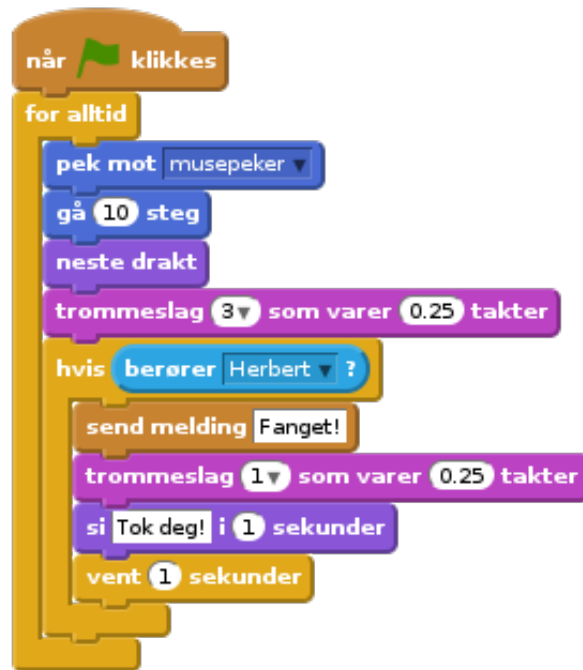 når klikkes
for alltid
pek mot musepeker
gå 10 steg
neste drakt
trommeslag 3 som varer 0.25 takter
hvis berører Herbert ?
send melding Fanget!
trommeslag 1 som varer 0.25 takter
si Tok deg! i 1 sekunder
vent 1 sekunder